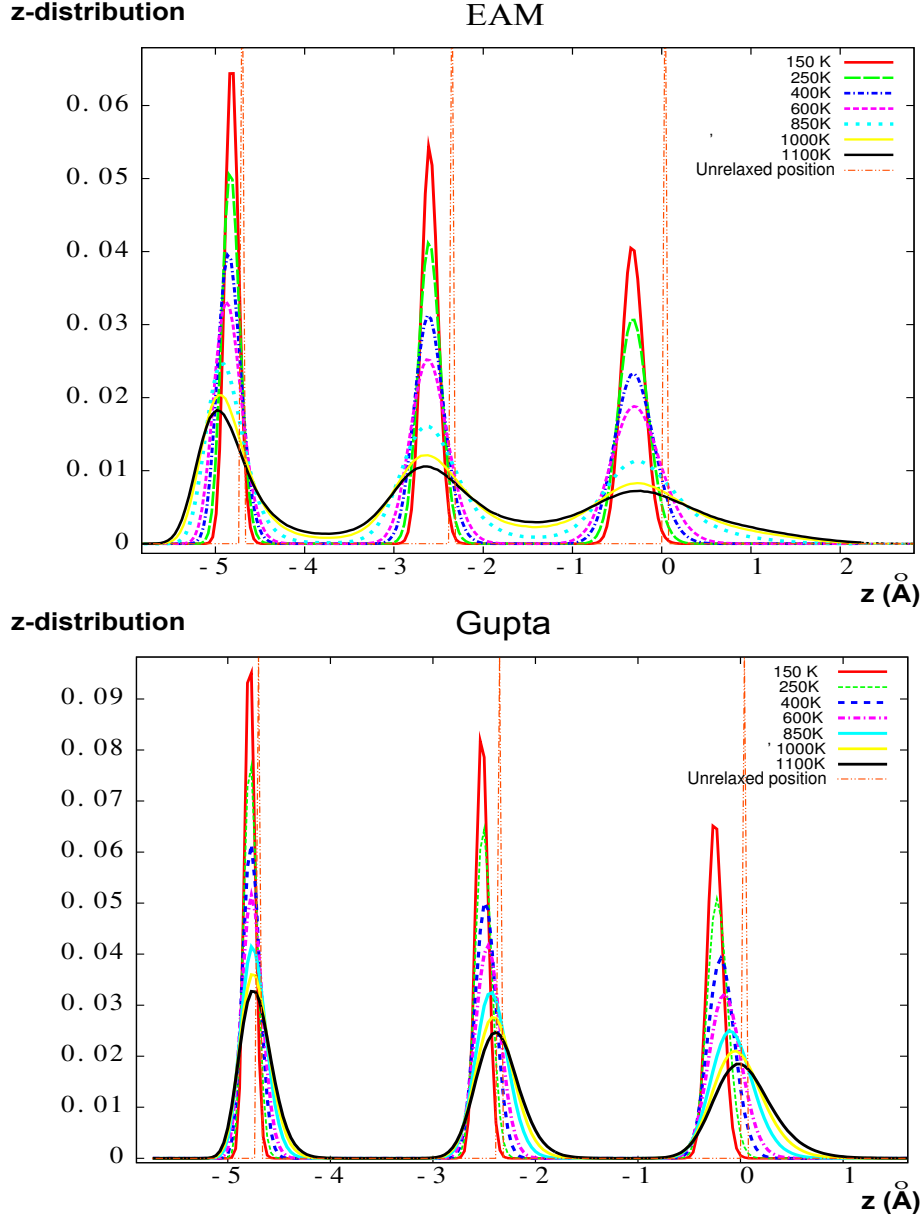 z-distribution
EAM
150 K
250K
400K
600K
850K
' 1000K
1100K
Unrelaxed position
0. 06
0. 05
0. 04
0. 03
0. 02
0. 01
0
- 5 - 4 - 3 - 2 - 1 0 1 2
z (Å)
z-distribution
Gupta
150 K
250K
400K
600K
850K
' 1000K
1100K
Unrelaxed position
0. 09
0. 08
0. 07
0. 06
0. 05
0. 04
0. 03
0. 02
0. 01
0
- 5 - 4 - 3 - 2 - 1 0 1
z (Å)